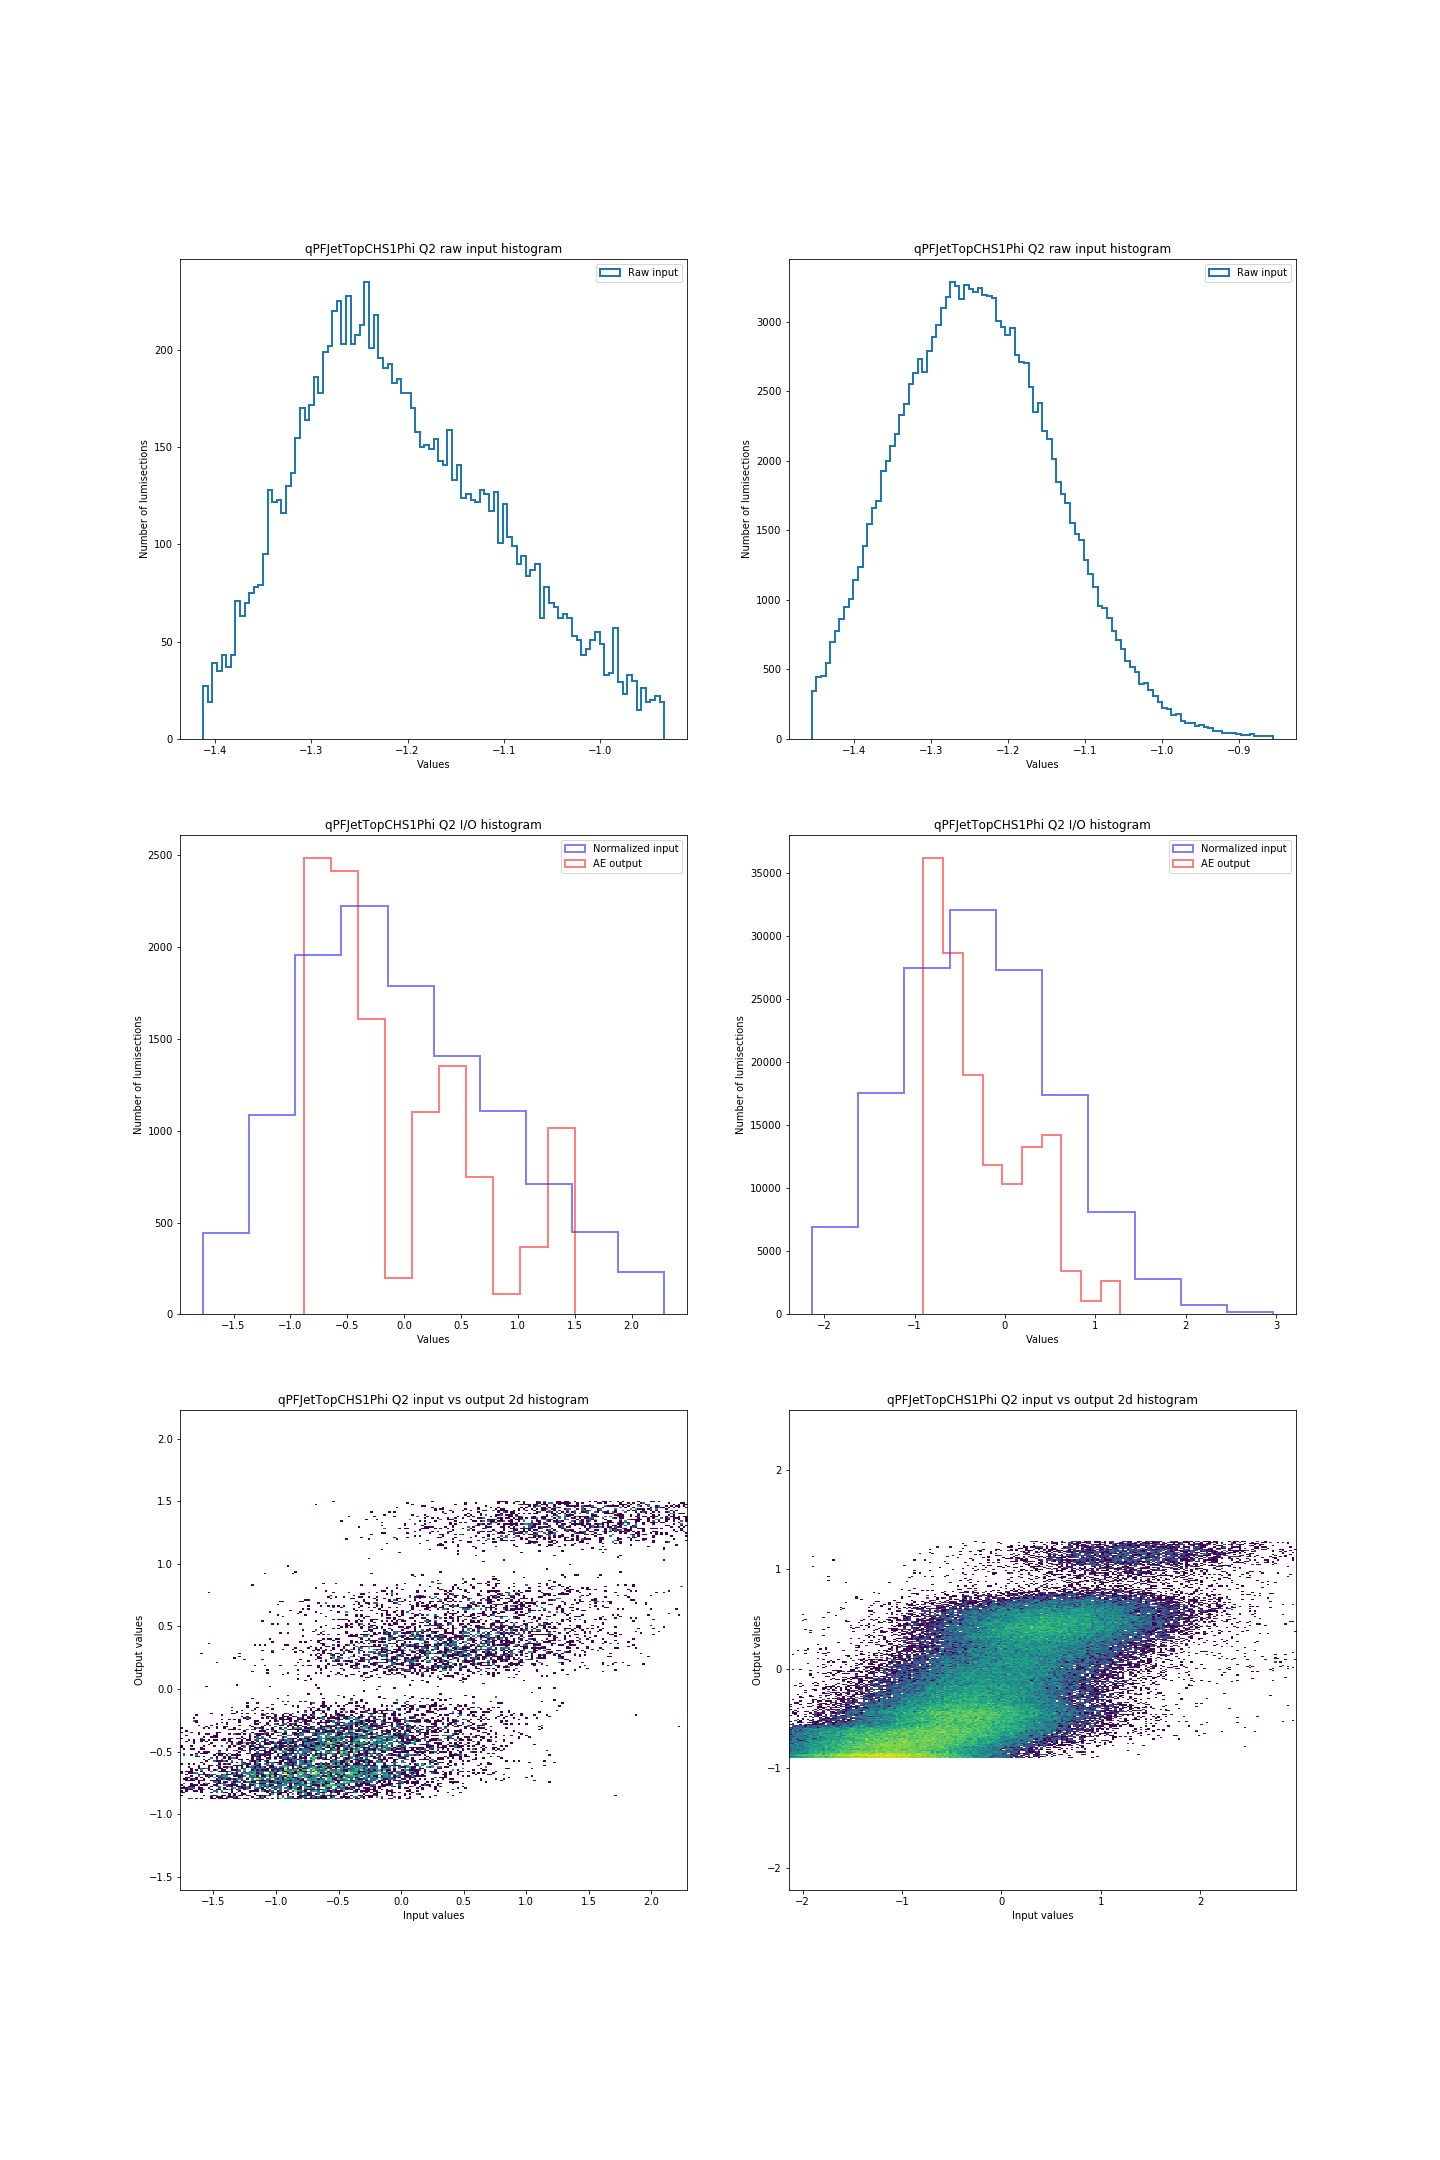 qPFJetTopCHS1Phi Q2 raw input histogram
Raw input
Number of lumisections
200
150
100
50
0
−1.4 −1.3 −1.2 −1.1 −1.0
Values
qPFJetTopCHS1Phi Q2 raw input histogram
Raw input
Number of lumisections
3000
2500
2000
1500
1000
500
0
−1.4 −1.3 −1.2 −1.1 −1.0 −0.9
Values
qPFJetTopCHS1Phi Q2 I/O histogram
Normalized input
AE output
Number of lumisections
2500
2000
1500
1000
500
0
−1.5 −1.0 −0.5 0.0 0.5 1.0 1.5 2.0
Values
qPFJetTopCHS1Phi Q2 I/O histogram
Normalized input
AE output
Number of lumisections
35000
30000
25000
20000
15000
10000
5000
0
−2 −1 0 1 2 3
Values
qPFJetTopCHS1Phi Q2 input vs output 2d histogram
Output values
2.0
1.5
1.0
0.5
0.0
−0.5
−1.0
−1.5
−1.5 −1.0 −0.5 0.0 0.5 1.0 1.5 2.0
Input values
qPFJetTopCHS1Phi Q2 input vs output 2d histogram
Output values
2
1
0
−1
−2
−2 −1 0 1 2
Input values